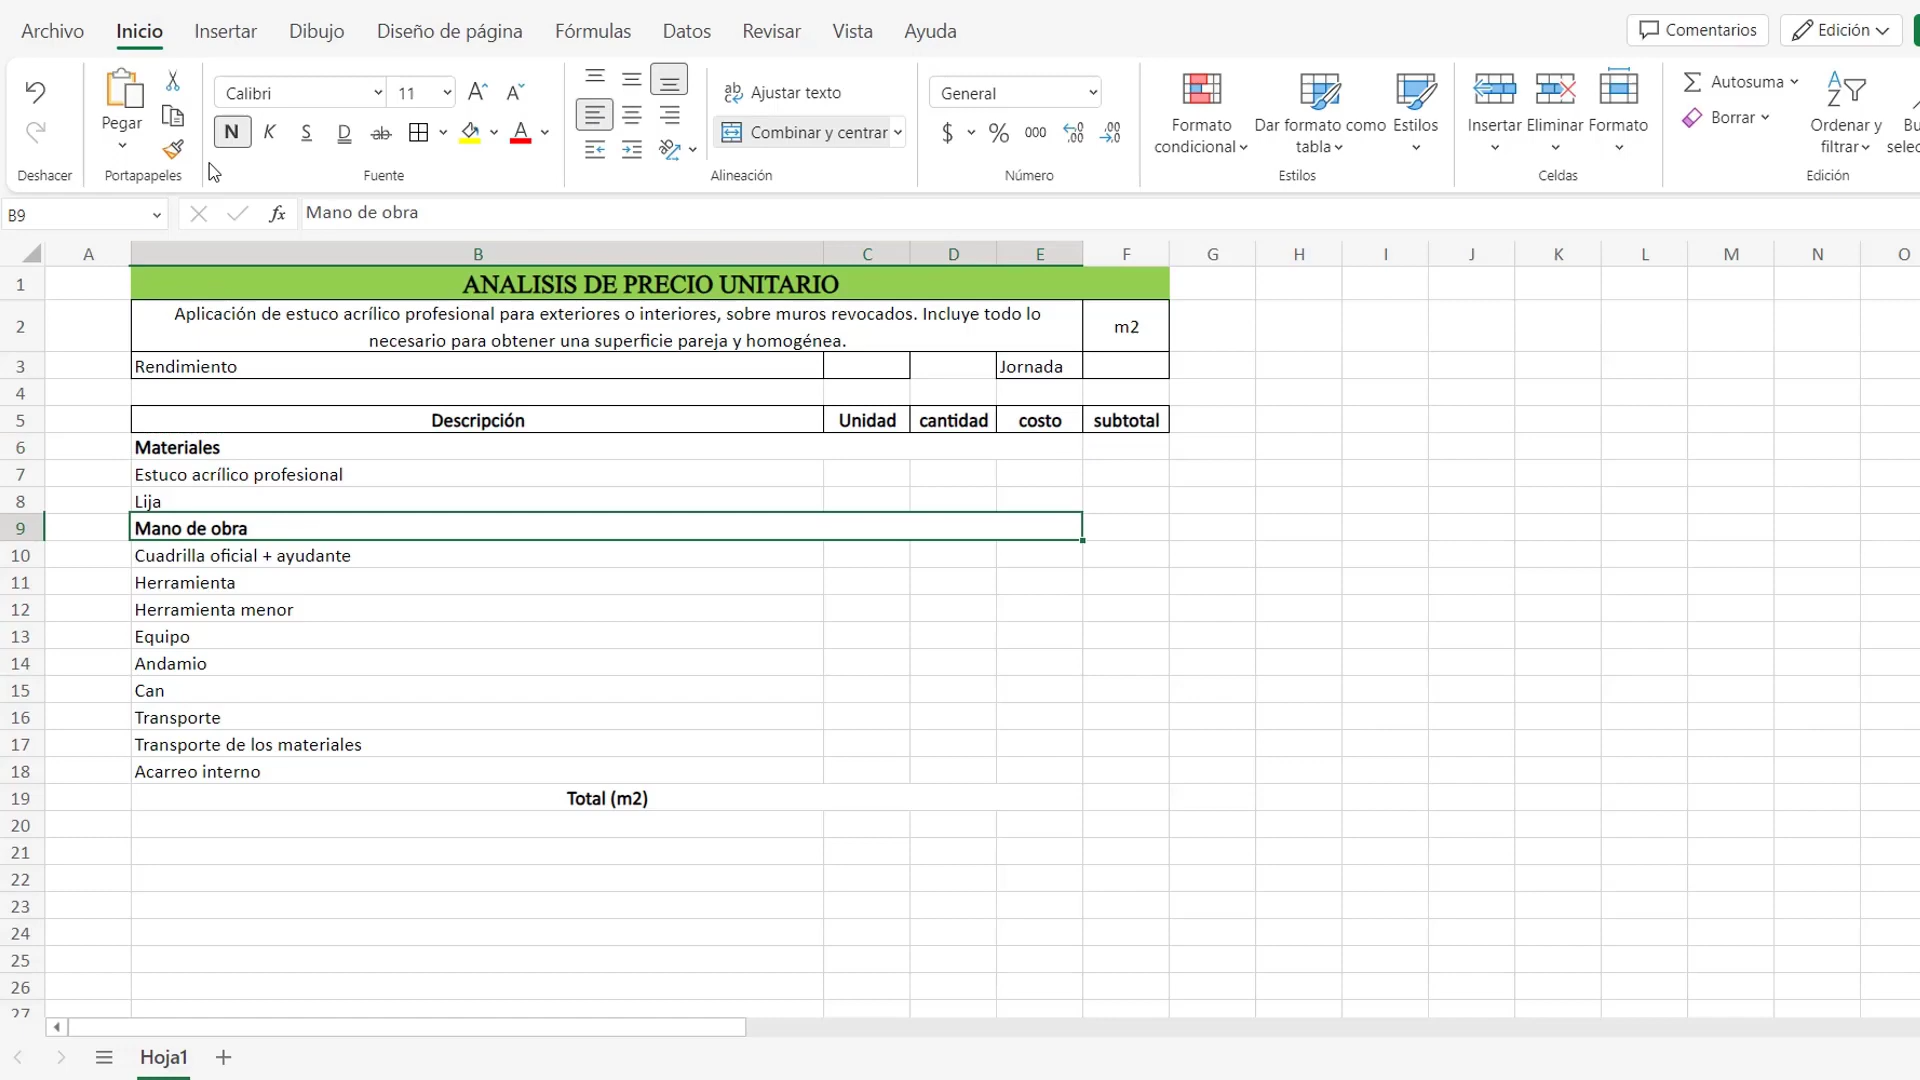 Archivo Inicio Insertar Dibujo Diseño de página Fórmulas Datos Revisar Vista Ayuda Comentarios Edición
Calibri 11 Ajustar texto General Autosuma
Pegar N K S D ab Combinar y centrar $ % 000 Formato condicional Dar formato como tabla Estilos Insertar Eliminar Formato Borrar Ordenar y filtrar
Deshacer Portapapeles Fuente Alineación Número Estilos Celdas Edición
B9 fx Mano de obra
A B C D E F G H I J K L M N O
1 ANALISIS DE PRECIO UNITARIO
Aplicación de estuco acrílico profesional para exteriores o interiores, sobre muros revocados. Incluye todo lo
2 necesario para obtener una superficie pareja y homogénea. m2
3 Rendimiento Jornada
4
5 Descripción Unidad cantidad costo subtotal
6 Materiales
7 Estuco acrílico profesional
8 Lija
9 Mano de obra
10 Cuadrilla oficial + ayudante
11 Herramienta
12 Herramienta menor
13 Equipo
14 Andamio
15 Can
16 Transporte
17 Transporte de los materiales
18 Acarreo interno
19 Total (m2)
20
21
22
23
24
25
26
27
Hoja1